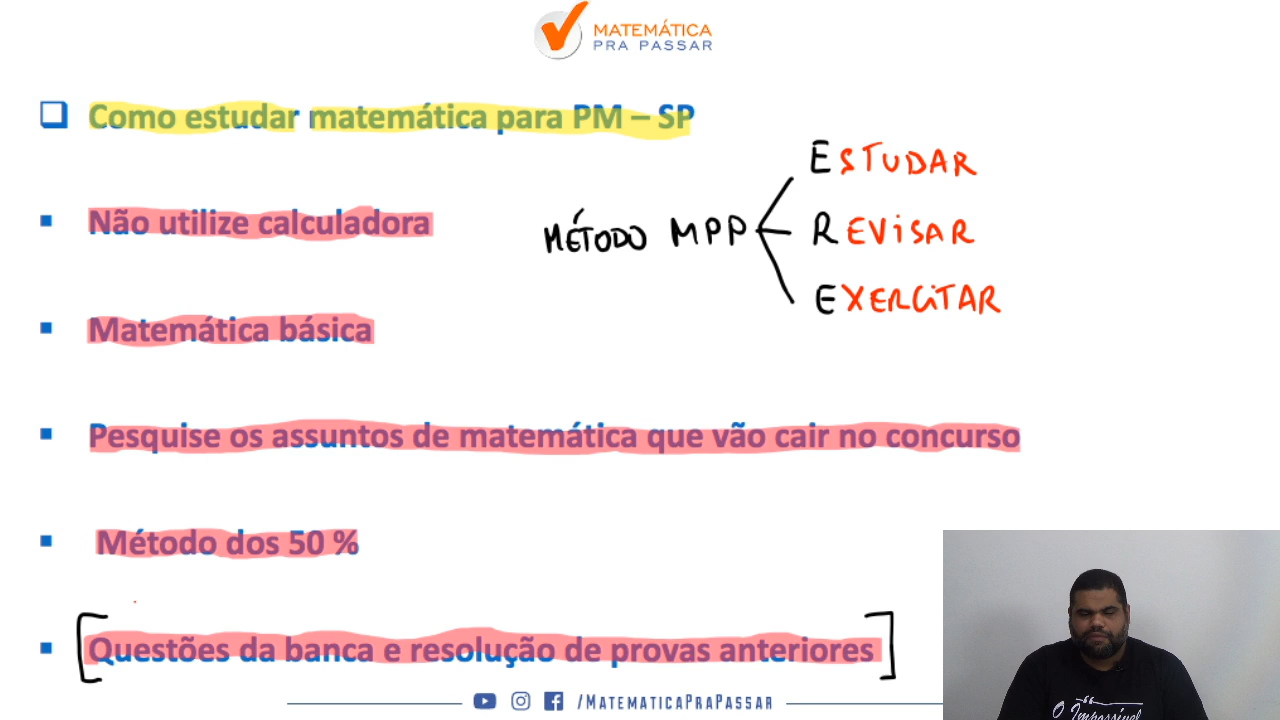 MATEMÁTICA
PRA PASSAR
Como estudar matemática para PM – SP
Não utilize calculadora
Matemática básica
Pesquise os assuntos de matemática que vão cair no concurso
Método dos 50 %
Questões da banca e resolução de provas anteriores
MÉTODO MPP
ESTUDAR
REVISAR
EXERCITAR
/MATEMATICAPRAPASSAR
“
O Impossível